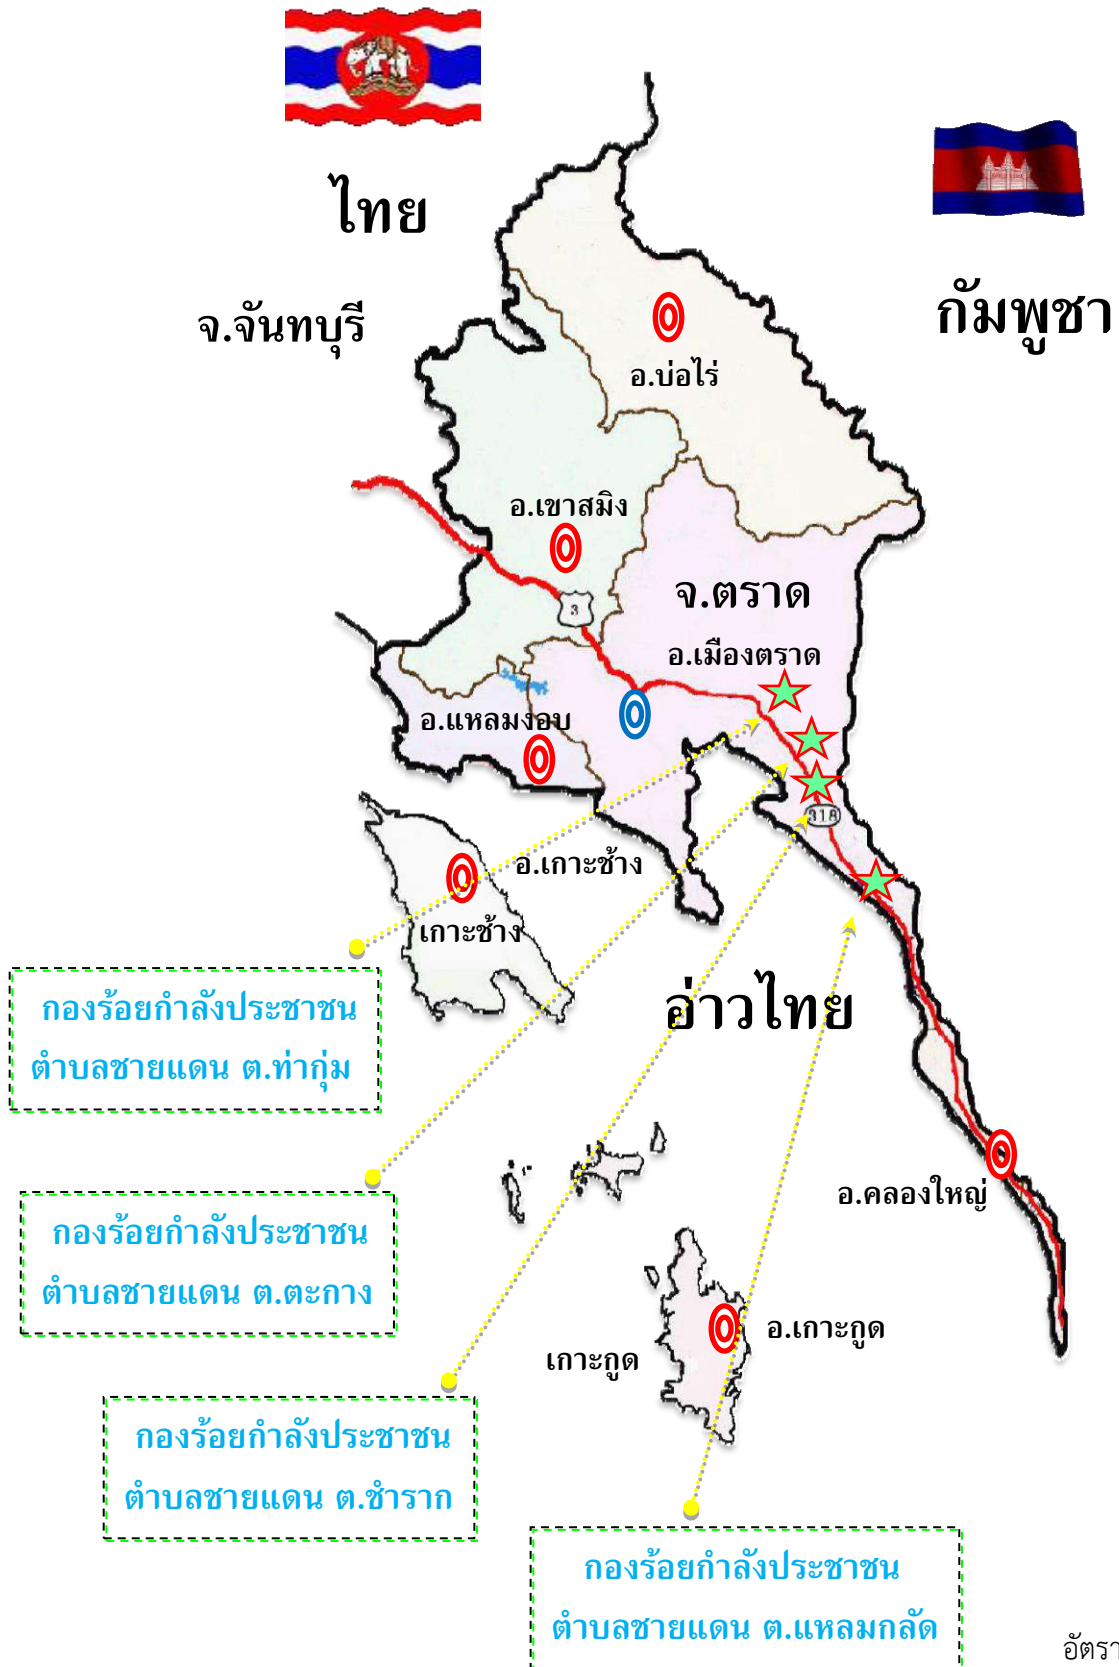 ไทย
กัมพูชา
จ.จันทบุรี
อ.บ่อไร่
อ.เขาสมิง
3
จ.ตราด
อ.เมืองตราด
อ.แหลมงอบ
318
อ.เกาะช้าง
เกาะช้าง
อ่าวไทย
กองร้อยกำลังประชาชน
ตำบลชายแดน ต.ท่ากุ่ม
อ.คลองใหญ่
กองร้อยกำลังประชาชน
ตำบลชายแดน ต.ตะกาง
อ.เกาะกูด
เกาะกูด
กองร้อยกำลังประชาชน
ตำบลชายแดน ต.ชำราก
กองร้อยกำลังประชาชน
ตำบลชายแดน ต.แหลมกลัด
อัตรา